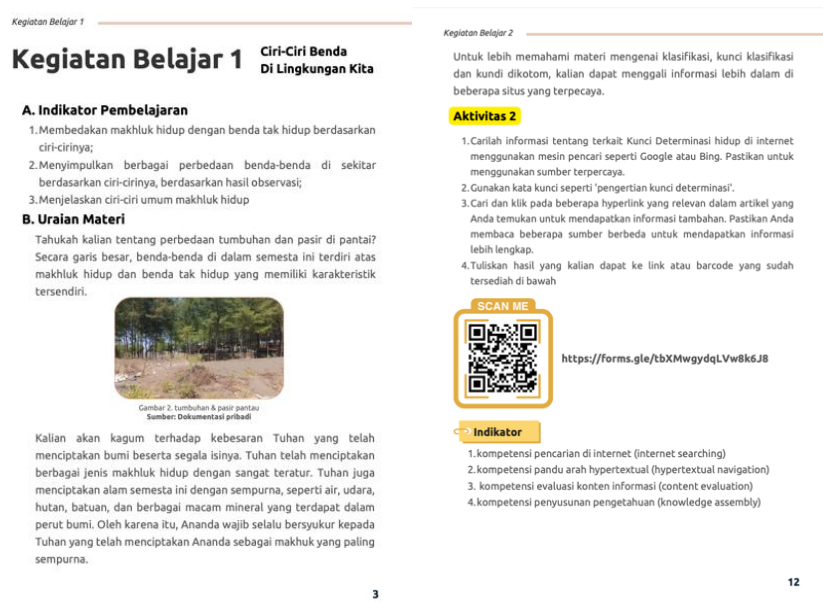 Kegiatan Belajar 1
Kegiatan Belajar 1
Ciri-Ciri Benda
Di Lingkungan Kita
A. Indikator Pembelajaran
1. Membedakan makhluk hidup dengan benda tak hidup berdasarkan
ciri-cirinya;
2. Menyimpulkan berbagai perbedaan benda-benda di sekitar
berdasarkan ciri-cirinya, berdasarkan hasil observasi;
3. Menjelaskan ciri-ciri umum makhluk hidup
B. Uraian Materi
Tahukah kalian tentang perbedaan tumbuhan dan pasir di pantai?
Secara garis besar, benda-benda di dalam semesta ini terdiri atas
makhluk hidup dan benda tak hidup yang memiliki karakteristik
tersendiri.
Gambar 2. tumbuhan & pasir pantau
Sumber: Dokumentasi pribadi
Kalian akan kagum terhadap kebesaran Tuhan yang telah
menciptakan bumi beserta segala isinya. Tuhan telah menciptakan
berbagai jenis makhluk hidup dengan sangat teratur. Tuhan juga
menciptakan alam semesta ini dengan sempurna, seperti air, udara,
hutan, batuan, dan berbagai macam mineral yang terdapat dalam
perut bumi. Oleh karena itu, Ananda wajib selalu bersyukur kepada
Tuhan yang telah menciptakan Ananda sebagai makhuk yang paling
sempurna.
3
Kegiatan Belajar 2
Untuk lebih memahami materi mengenai klasifikasi, kunci klasifikasi
dan kundi dikotom, kalian dapat menggali informasi lebih dalam di
beberapa situs yang terpecaya.
Aktivitas 2
1. Carilah informasi tentang terkait Kunci Determinasi hidup di internet
menggunakan mesin pencari seperti Google atau Bing. Pastikan untuk
menggunakan sumber terpercaya.
2. Gunakan kata kunci seperti 'pengertian kunci determinasi'.
3. Cari dan klik pada beberapa hyperlink yang relevan dalam artikel yang
Anda temukan untuk mendapatkan informasi tambahan. Pastikan Anda
membaca beberapa sumber berbeda untuk mendapatkan informasi
lebih lengkap.
4. Tuliskan hasil yang kalian dapat ke link atau barcode yang sudah
tersediah di bawah
SCAN ME
https://forms.gle/tbXMwgydqLVw8k6J8
Indikator
1. kompetensi pencarian di internet (internet searching)
2. kompetensi pandu arah hypertextual (hypertextual navigation)
3. kompetensi evaluasi konten informasi (content evaluation)
4. kompetensi penyusunan pengetahuan (knowledge assembly)
12